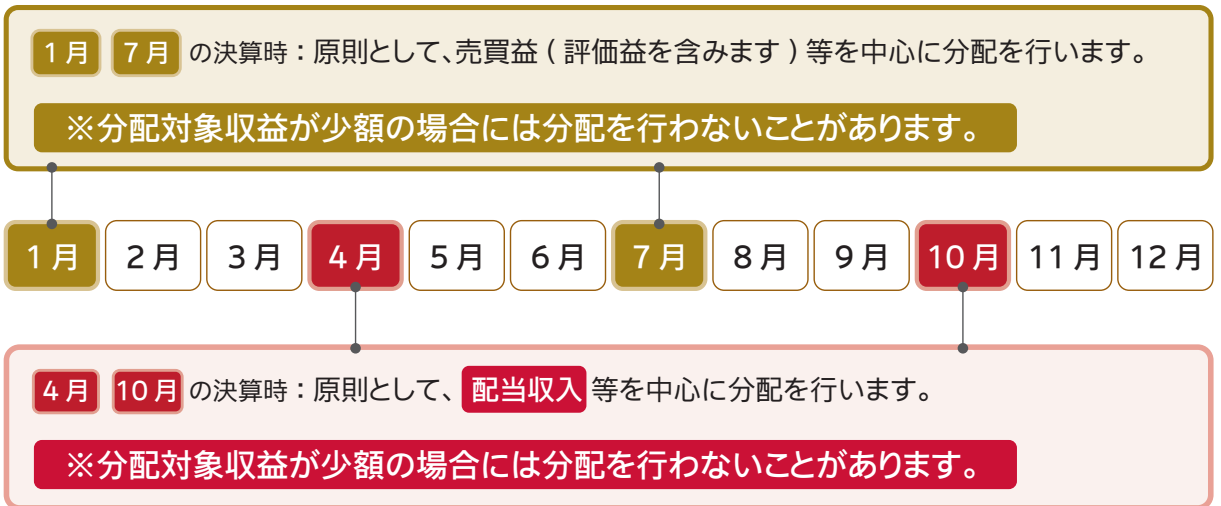 1月 7月 の決算時：原則として、売買益（評価益を含みます）等を中心に分配を行います。
※分配対象収益が少額の場合には分配を行わないことがあります。
1月 2月 3月 4月 5月 6月 7月 8月 9月 10月 11月 12月
4月 10月 の決算時：原則として、配当収入等を中心に分配を行います。
※分配対象収益が少額の場合には分配を行わないことがあります。